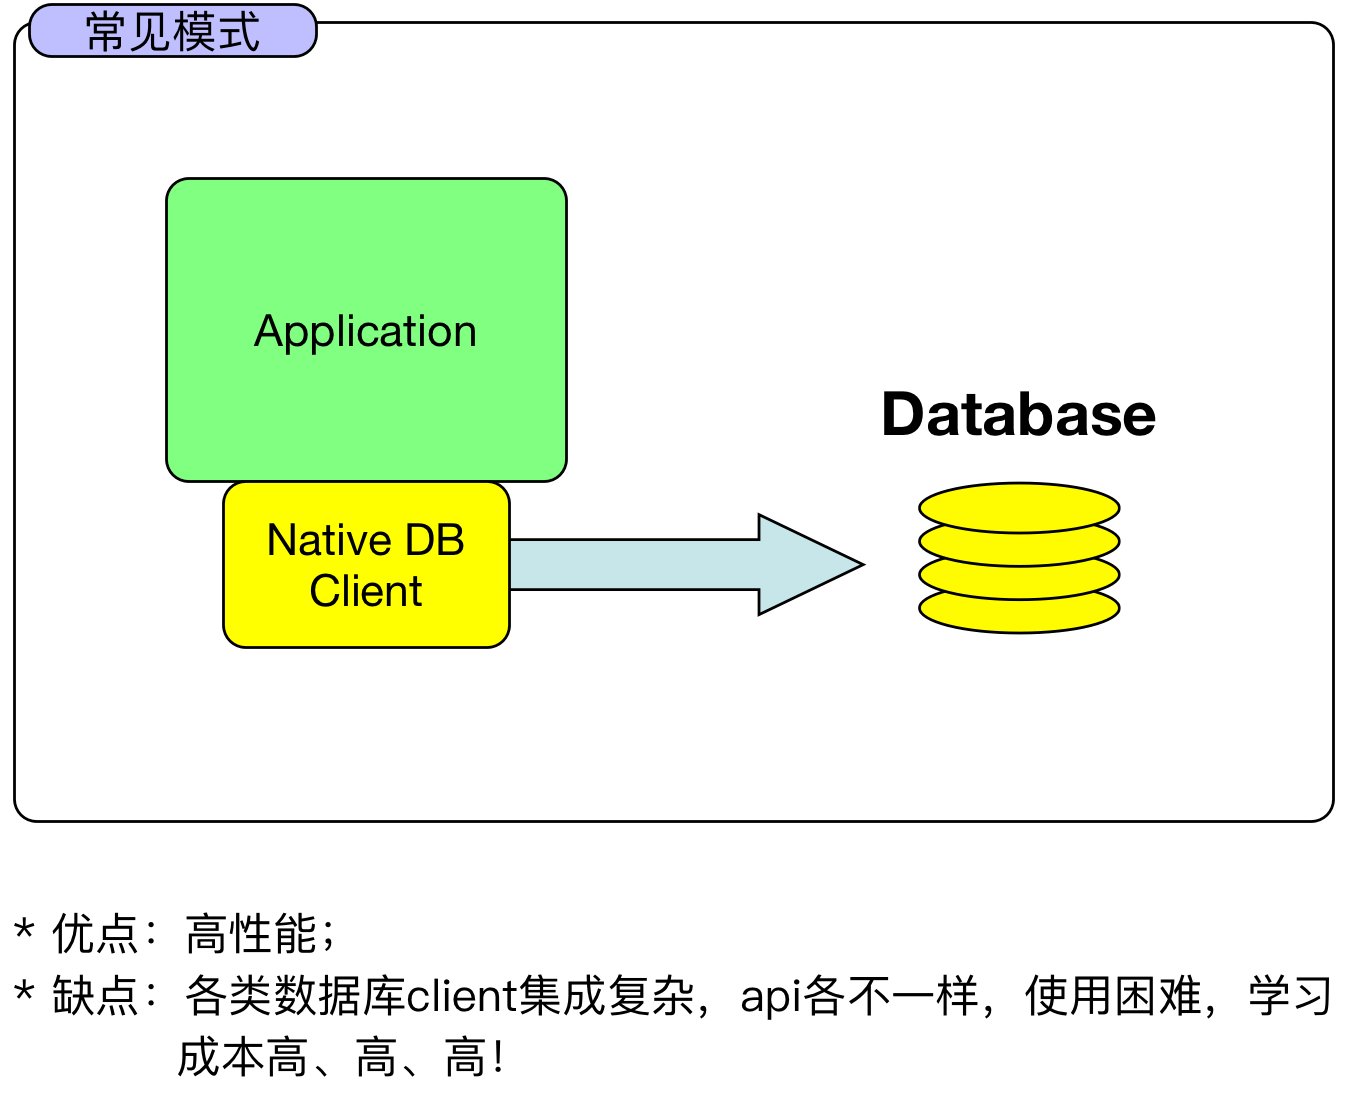 常见模式
Application
Database
Native DB
Client
* 优点：高性能；
* 缺点：各类数据库client集成复杂，api各不一样，使用困难，学习
成本高、高、高！